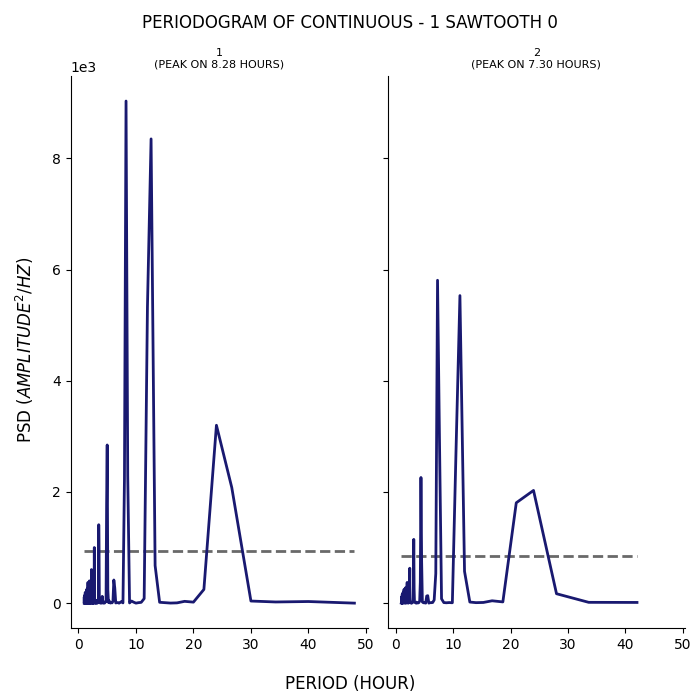 PERIODOGRAM OF CONTINUOUS - 1 SAWTOOTH 0
1
(PEAK ON 8.28 HOURS)
2
(PEAK ON 7.30 HOURS)
1e3
8
6
4
2
0
PSD (AMPLITUDE²/HZ)
0 10 20 30 40 50
0 10 20 30 40 50
PERIOD (HOUR)